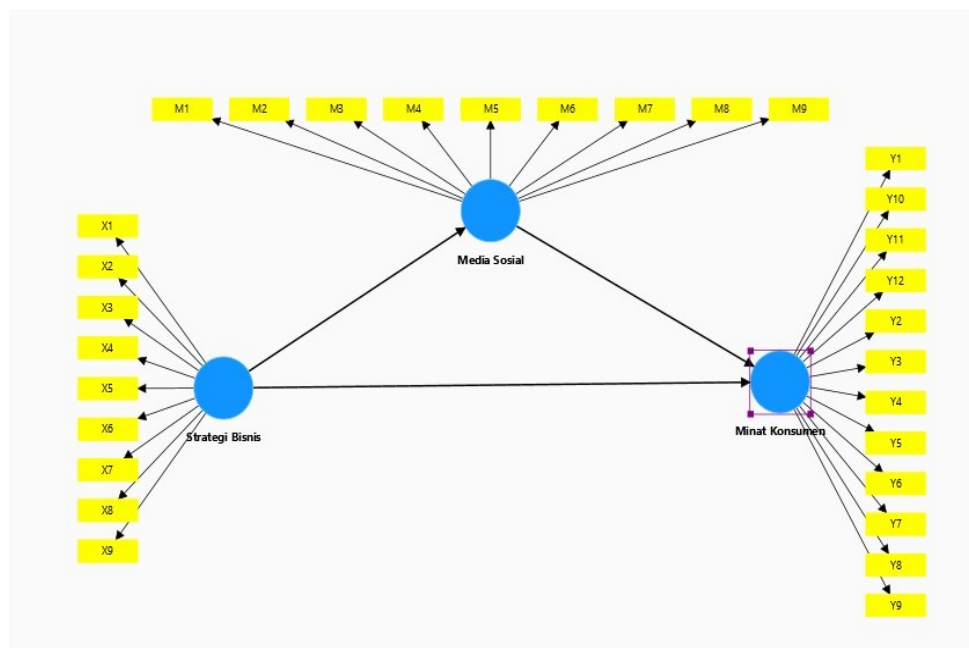 M1 M2 M3 M4 M5 M6 M7 M8 M9
Media Sosial
X1
X2
X3
X4
X5
X6
X7
X8
X9
Strategi Bisnis
Y1
Y10
Y11
Y12
Y2
Y3
Y4
Y5
Y6
Y7
Y8
Y9
Minat Konsumen